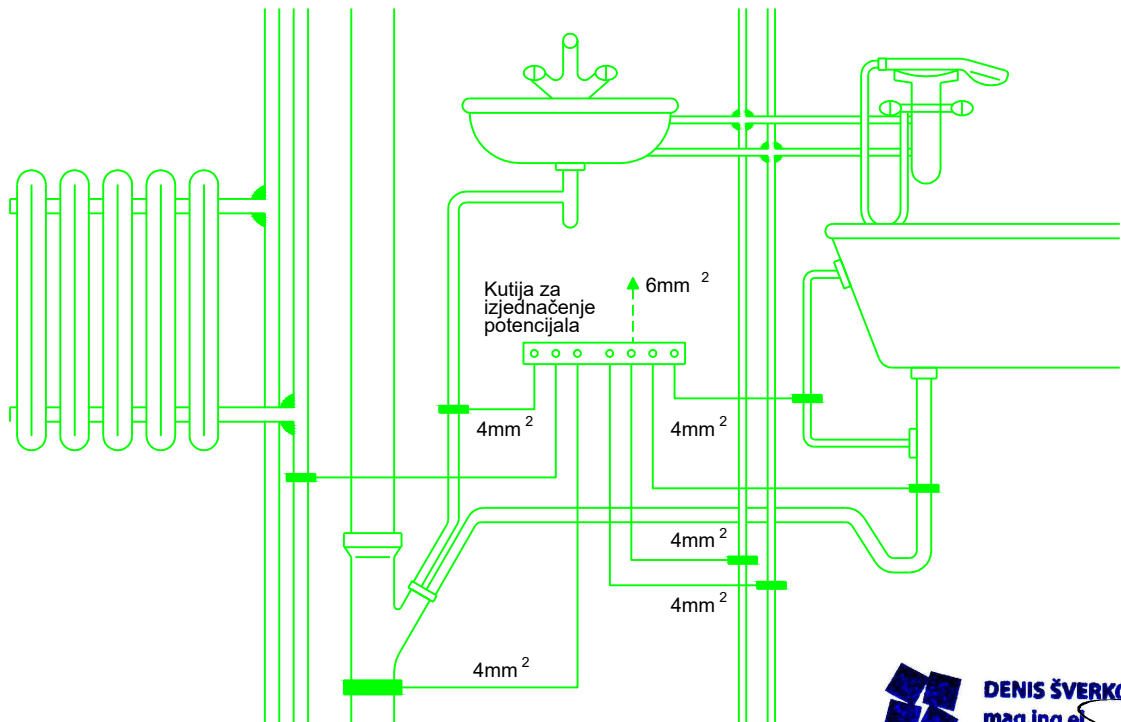 Kutija za
izjednačenje
potencijala
6mm ²
4mm ²
4mm ²
4mm ²
4mm ²
4mm ²
DENIS ŠVERKO
mag.ing.el.